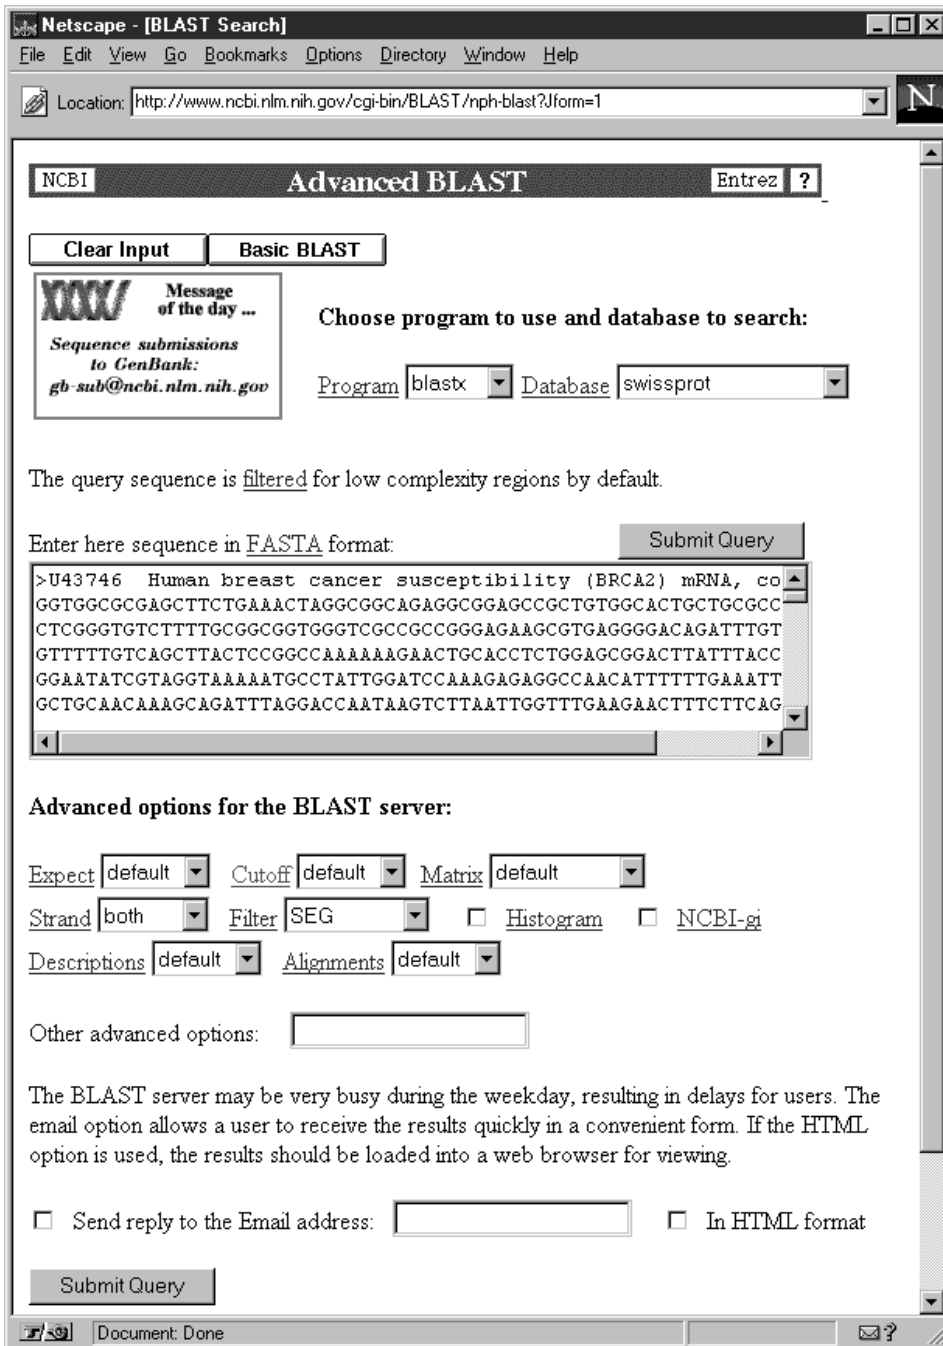 Netscape - [BLAST Search]
File Edit View Go Bookmarks Options Directory Window Help
Location: http://www.ncbi.nlm.nih.gov/cgi-bin/BLAST/nph-blast?Jform=1
N
NCBI Advanced BLAST Entrez ?
Clear Input Basic BLAST
Message
of the day ...
Sequence submissions
to GenBank:
gb-sub@ncbi.nlm.nih.gov
Choose program to use and database to search:
Program blastx Database swissprot
The query sequence is filtered for low complexity regions by default.
Enter here sequence in FASTA format: Submit Query
>U43746 Human breast cancer susceptibility (BRCA2) mRNA, co
GGTGGCGCGAGCTTCTGAAACTAGGCGGCAGAGGCGGAGCCGCTGTGGCACTGCTGCGCC
CTCGGGTGTCTTTTGCGGCGGTGGGTCGCCGCCGGGAGAAGCGTGAGGGGACAGATTTGT
GTTTTTGTCAGCTTACTCCGGCCAAAAAAGAACTGCACCTCTGGAGCGGACTTATTTACC
GGAATATCGTAGGTAAAAATGCCTATTGGATCCAAAGAGAGGCCAACATTTTTTGAAATT
GCTGCAACAAAGCAGATTTAGGACCAATAAGTCTTAATTGGTTTGAAGAACTTTCTTCAG
Advanced options for the BLAST server:
Expect default Cutoff default Matrix default
Strand both Filter SEG Histogram NCBI-gi
Descriptions default Alignments default
Other advanced options:
The BLAST server may be very busy during the weekday, resulting in delays for users. The
email option allows a user to receive the results quickly in a convenient form. If the HTML
option is used, the results should be loaded into a web browser for viewing.
Send reply to the Email address: In HTML format
Submit Query
Document: Done